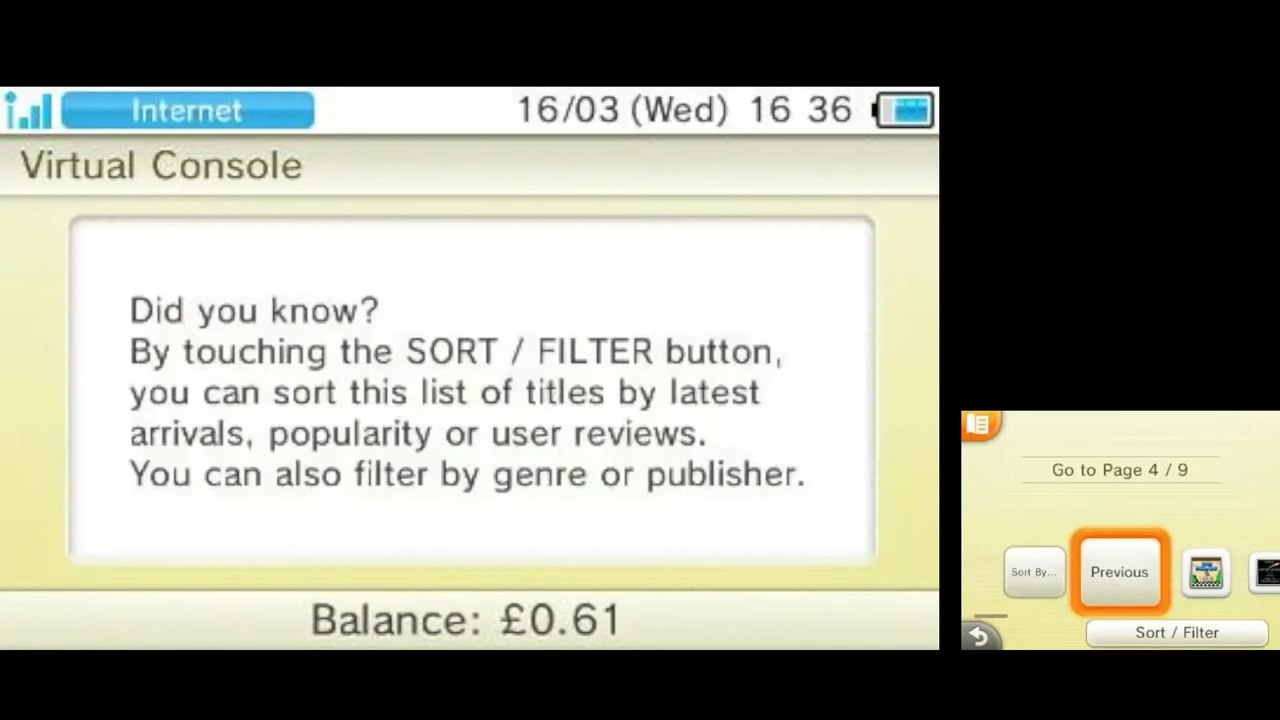 Internet
16/03 (Wed) 16 36
Virtual Console
Did you know?
By touching the SORT / FILTER button,
you can sort this list of titles by latest
arrivals, popularity or user reviews.
You can also filter by genre or publisher.
Balance: £0.61
Go to Page 4 / 9
Sort By...
Previous
Sort / Filter